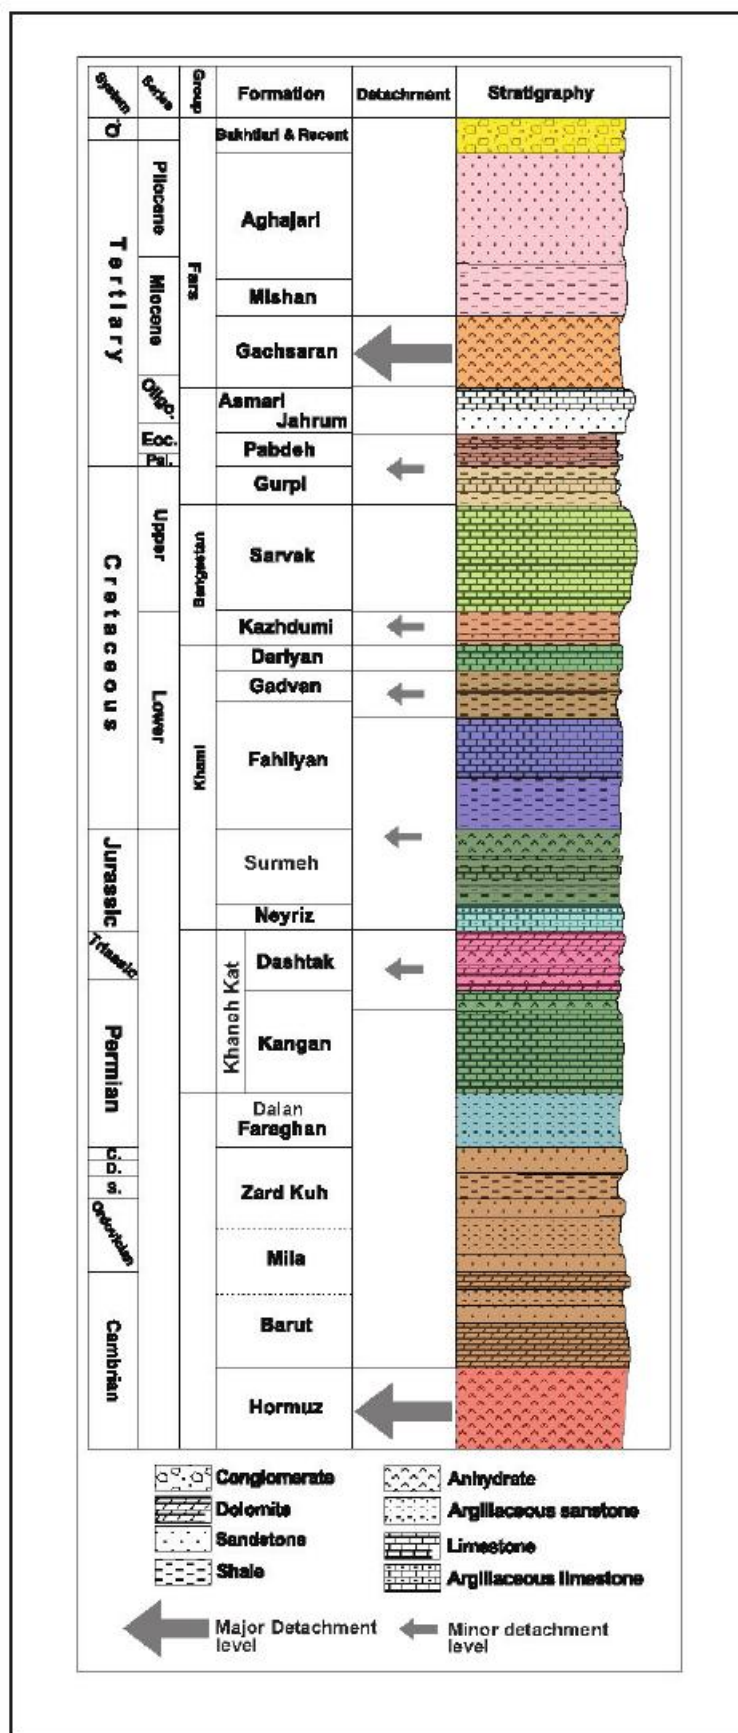 System Series Group Formation Detachment Stratigraphy
Q
Bakhtiari & Recent
Tertiary
Pliocene
Fars
Aghajari
Miocene
Mishan
Gachsaran
Oligo.
Asmari
Jahrum
Eoc.
Pabdeh
Pal.
Gurpi
Cretaceous
Upper
Bangestan
Sarvak
Kazhdumi
Lower
Khami
Dariyan
Gadvan
Fahliyan
Jurassic
Surmeh
Neyriz
Triassic
Khaneh Kat
Dashtak
Permian
Kangan
Dalan
Faraghan
C.
D.
S.
Zard Kuh
Ordovician
Mila
Cambrian
Barut
Hormuz
Conglomerate
Dolomite
Sandstone
Shale
Anhydrate
Argillaceous sanstone
Limestone
Argillaceous limestone
Major Detachment
level
Minor detachment
level